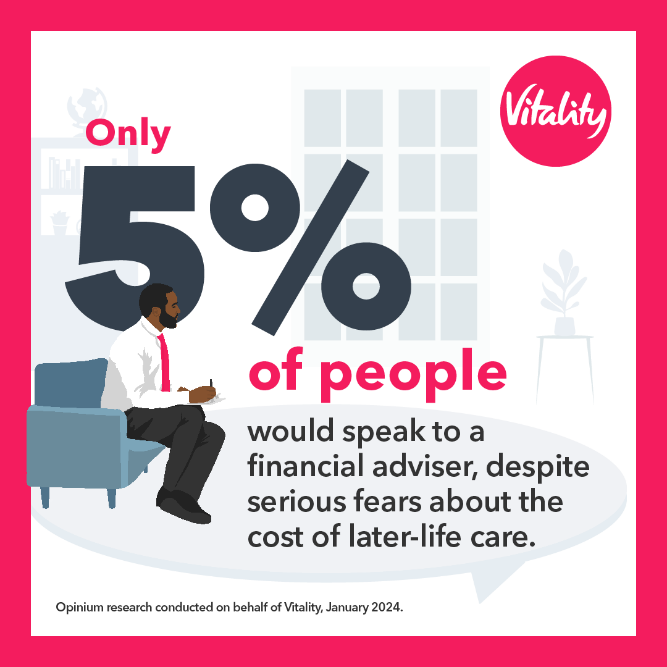 Vitality
Only
5%
of people
would speak to a
financial adviser, despite
serious fears about the
cost of later-life care.
Opinium research conducted on behalf of Vitality, January 2024.